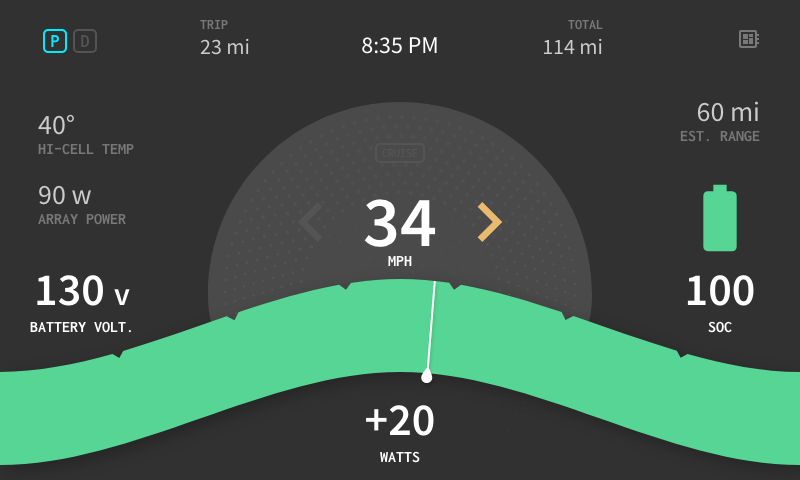 P D
TRIP
23 mi
8:35 PM
TOTAL
114 mi
40°
HI-CELL TEMP
90 w
ARRAY POWER
130 v
BATTERY VOLT.
CRUISE
34
MPH
60 mi
EST. RANGE
100
SOC
+20
WATTS